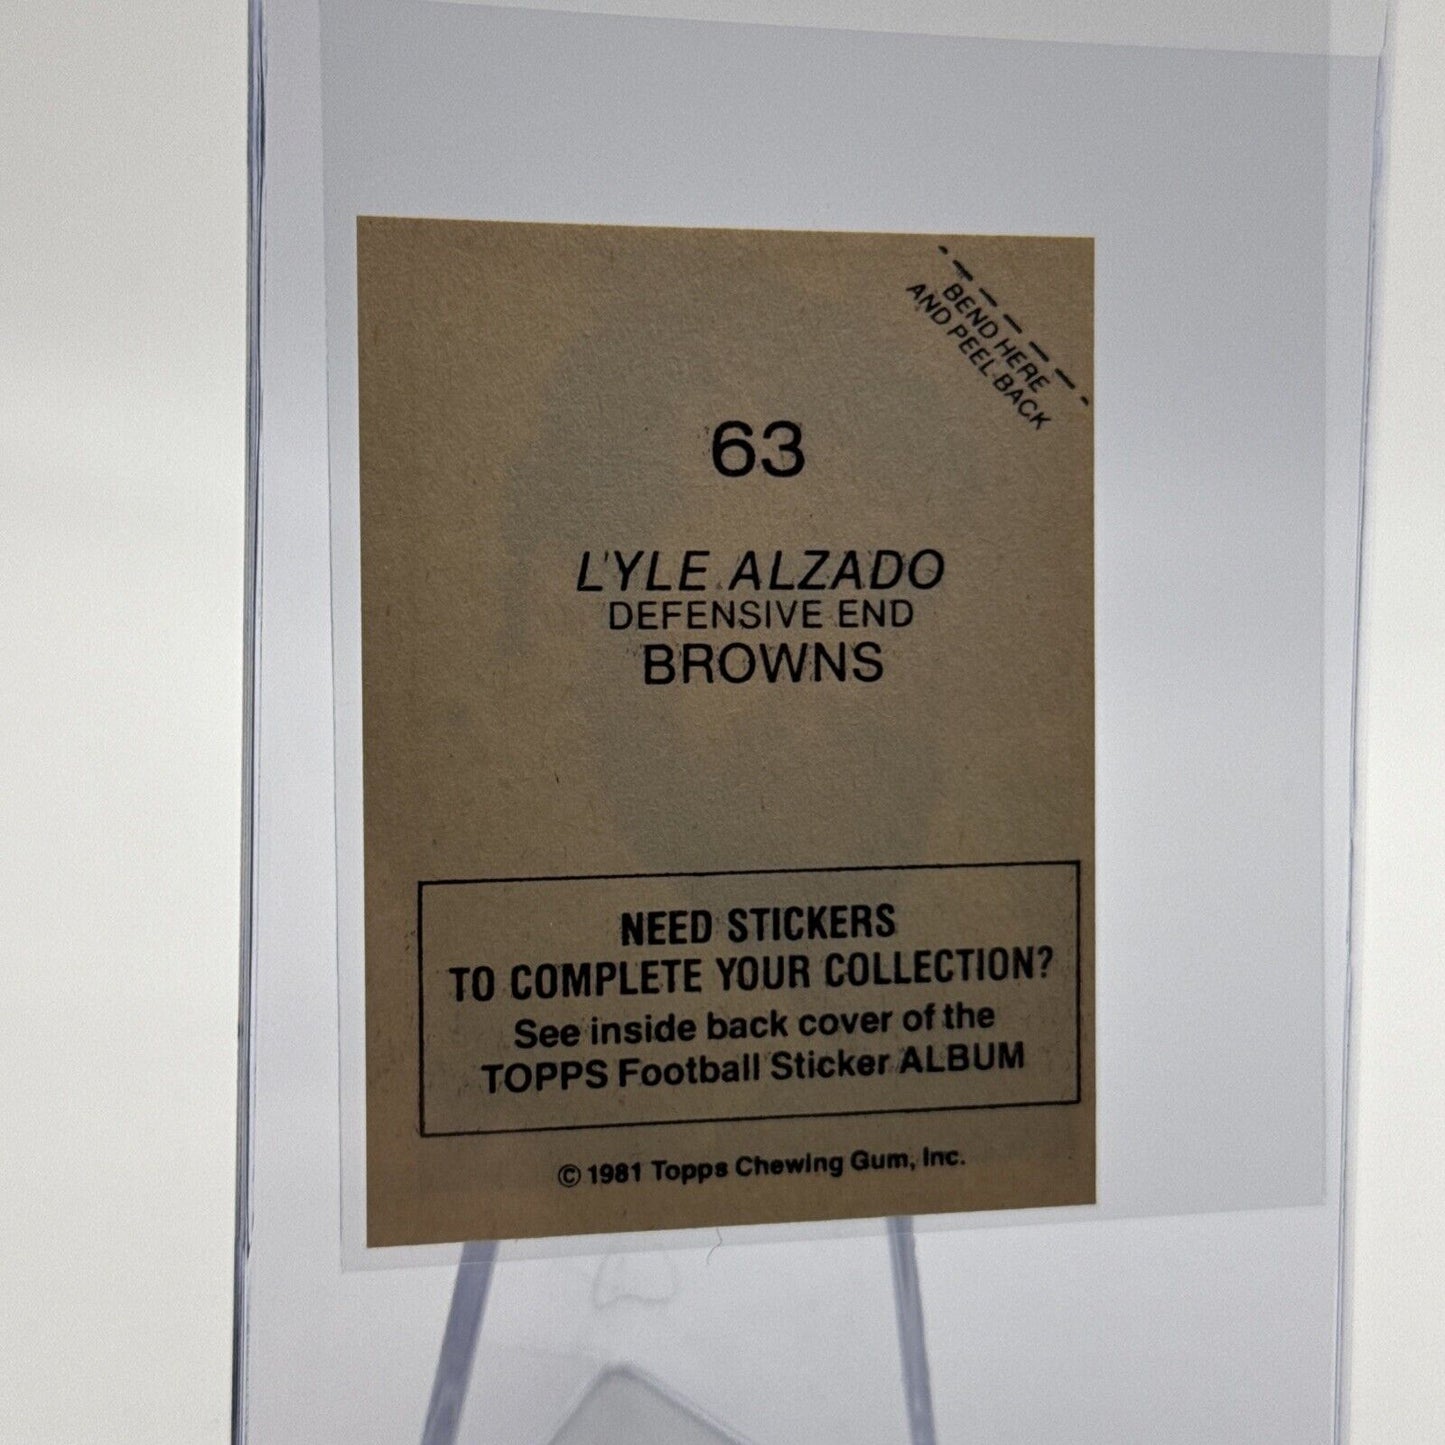 BEND HERE
AND PEEL BACK
63
LYLE ALZADO
DEFENSIVE END
BROWNS
NEED STICKERS
TO COMPLETE YOUR COLLECTION?
See inside back cover of the
TOPPS Football Sticker ALBUM
© 1981 Topps Chewing Gum, Inc.